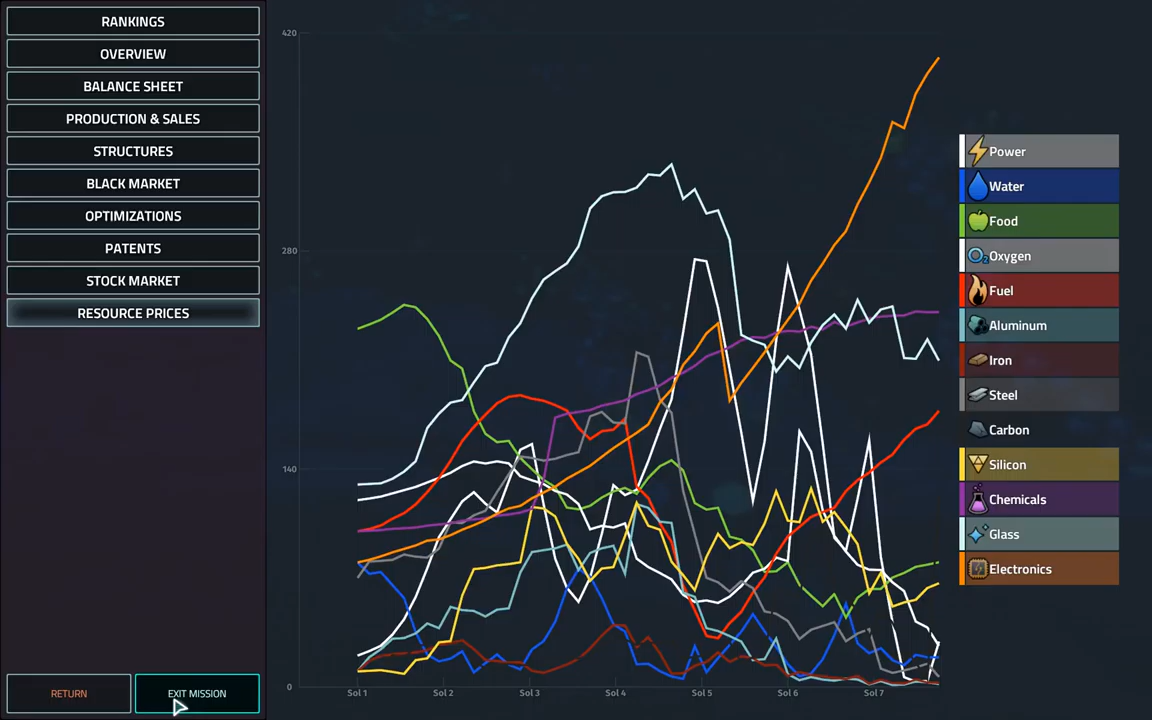 RANKINGS
OVERVIEW
BALANCE SHEET
PRODUCTION & SALES
STRUCTURES
BLACK MARKET
OPTIMIZATIONS
PATENTS
STOCK MARKET
RESOURCE PRICES
RETURN
EXIT MISSION
420
280
140
0
Sol 1
Sol 2
Sol 3
Sol 4
Sol 5
Sol 6
Sol 7
Power
Water
Food
O2 Oxygen
Fuel
Aluminum
Iron
Steel
Carbon
Silicon
Chemicals
Glass
Electronics